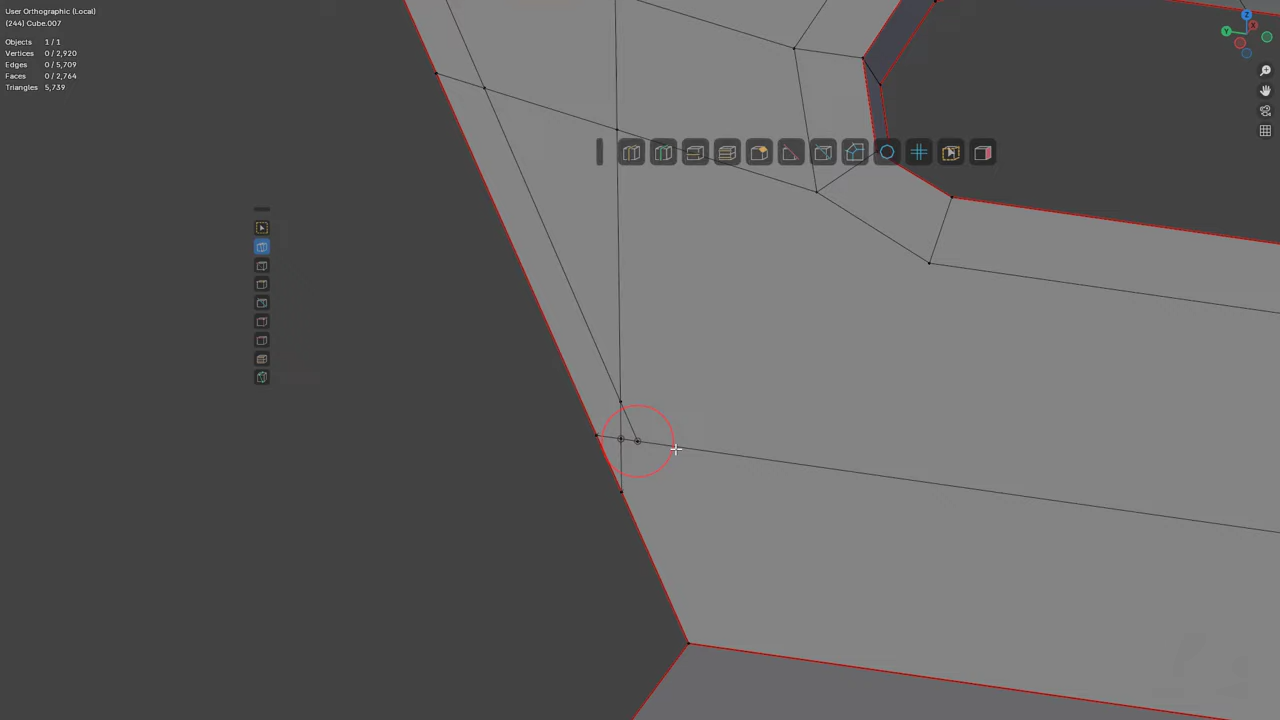 User Orthographic (Local)
(244) Cube.007
Objects 1 / 1
Vertices 0 / 2,920
Edges 0 / 5,709
Faces 0 / 2,764
Triangles 5,739
Z
X
Y